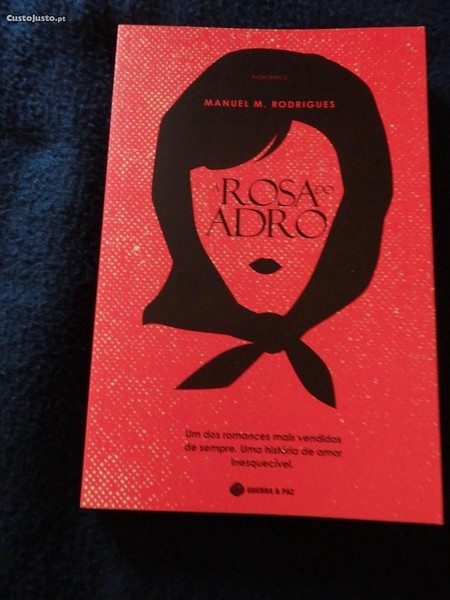 CustoJusto.pt
ROMANCE
MANUEL M. RODRIGUES
A ROSA DO
ADRO
Um dos romances mais vendidos
de sempre. Uma história de amor
inesquecível.
GUERRA & PAZ